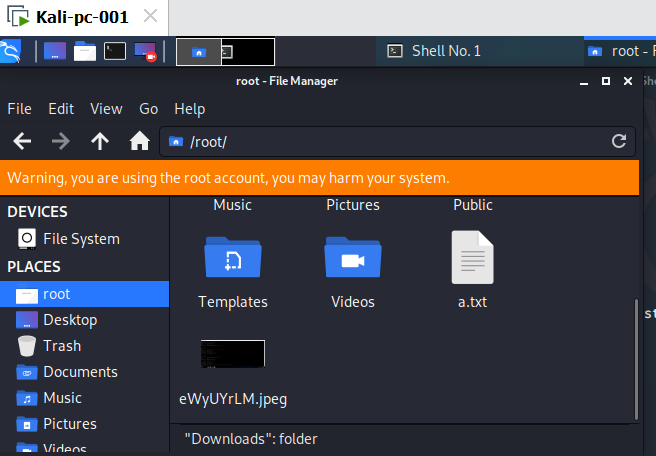 Kali-pc-001
Shell No. 1
root - F
root - File Manager
File Edit View Go Help
/root/
Warning, you are using the root account, you may harm your system.
DEVICES
File System
PLACES
root
Desktop
Trash
Documents
Music
Pictures
Videos
Music Pictures Public
Templates Videos a.txt
eWyUYrLM.jpeg
"Downloads": folder